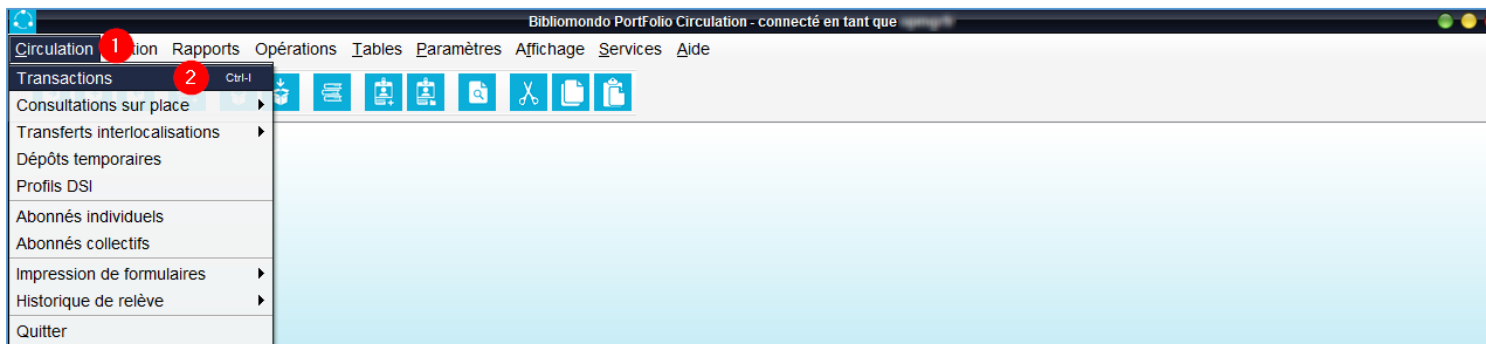 Bibliomondo PortFolio Circulation - connecté en tant que
Circulation 1 tion Rapports Opérations Tables Paramètres Affichage Services Aide
Transactions 2 Ctrl-I
Consultations sur place
Transferts interlocalisations
Dépôts temporaires
Profils DSI
Abonnés individuels
Abonnés collectifs
Impression de formulaires
Historique de relève
Quitter